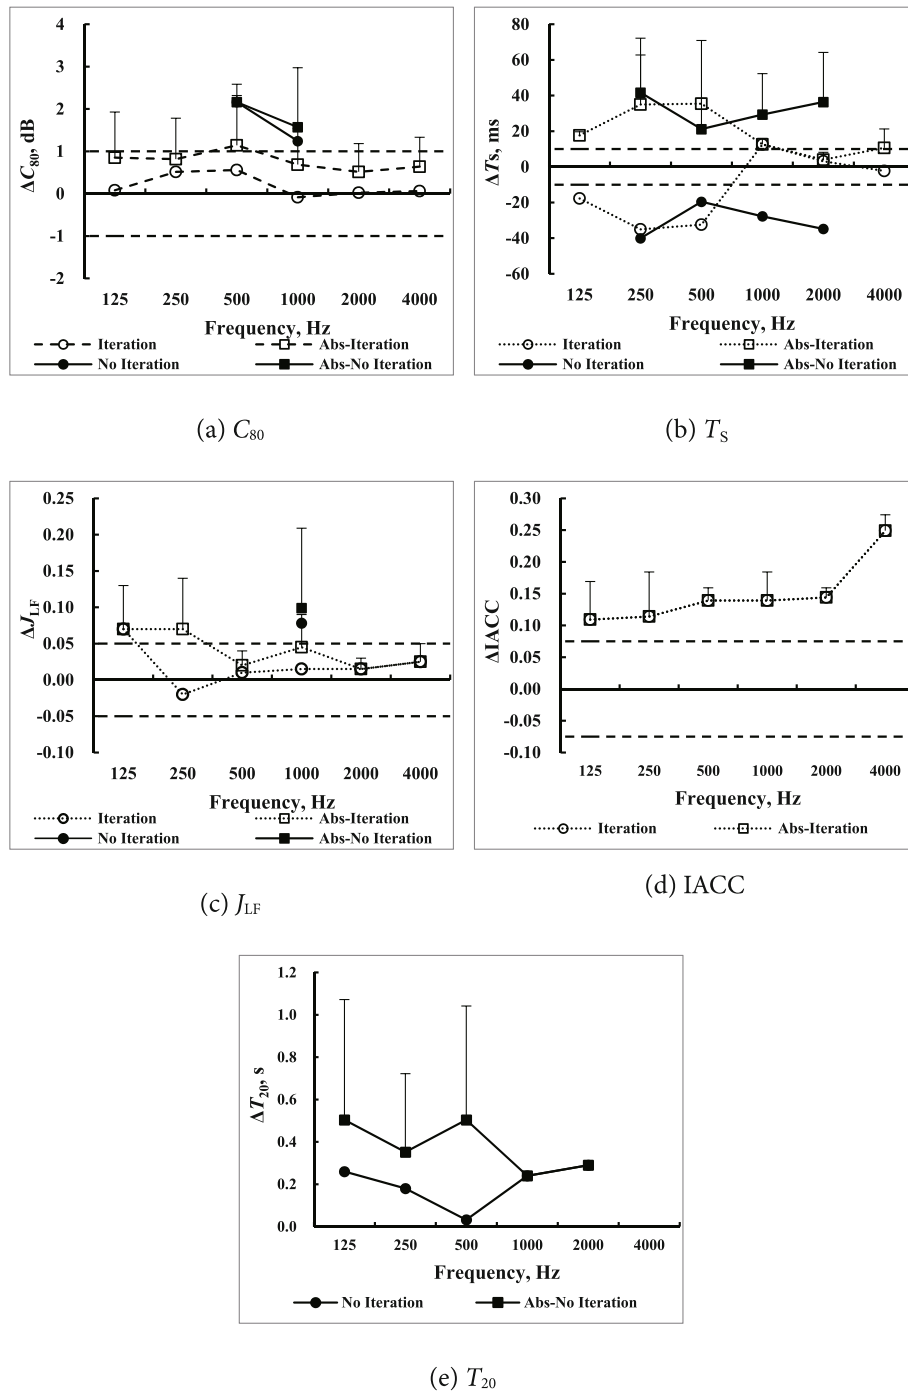 4
3
2
1
0
-1
-2
ΔC80, dB
125 250 500 1000 2000 4000
Frequency, Hz
Iteration Abs-Iteration
No Iteration Abs-No Iteration
(a) C80
60
40
20
0
-20
-40
-60
ΔTs, ms
125 250 500 1000 2000 4000
Frequency, Hz
Iteration Abs-Iteration
No Iteration Abs-No Iteration
(b) TS
0.25
0.20
0.15
0.10
0.05
0.00
-0.05
-0.10
ΔJLF
125 250 500 1000 2000 4000
Frequency, Hz
Iteration Abs-Iteration
No Iteration Abs-No Iteration
(c) JLF
0.30
0.25
0.20
0.15
0.10
0.05
0.00
-0.05
-0.10
ΔIACC
125 250 500 1000 2000 4000
Frequency, Hz
Iteration Abs-Iteration
(d) IACC
1.2
1.0
0.8
0.6
0.4
0.2
0.0
ΔT20, s
125 250 500 1000 2000 4000
Frequency, Hz
No Iteration Abs-No Iteration
(e) T20